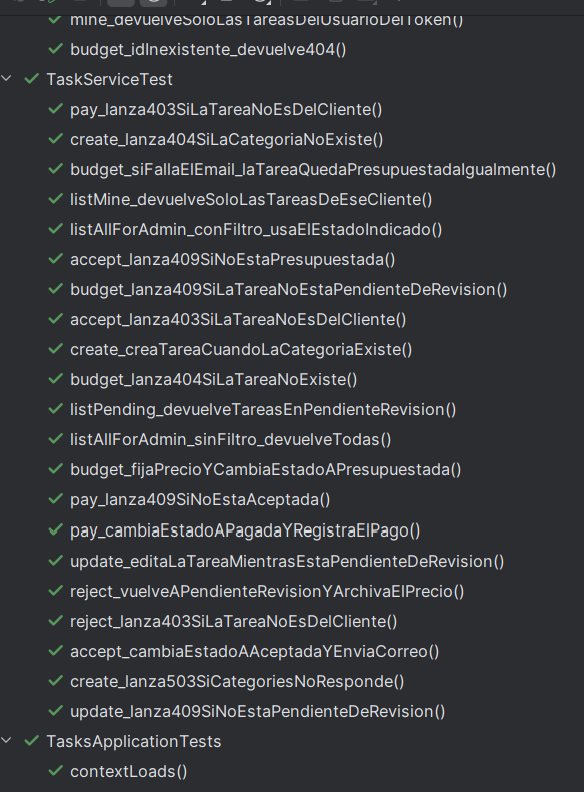 mine_devuelveSoloLasTareasDelUsuarioDelToken()
budget_idInexistente_devuelve404()
TaskServiceTest
pay_lanza403SiLaTareaNoEsDelCliente()
create_lanza404SiLaCategoriaNoExiste()
budget_siFallaElEmail_laTareaQuedaPresupuestadaIgualmente()
listMine_devuelveSoloLasTareasDeEseCliente()
listAllForAdmin_conFiltro_usaElEstadoIndicado()
accept_lanza409SiNoEstaPresupuestada()
budget_lanza409SiLaTareaNoEstaPendienteDeRevision()
accept_lanza403SiLaTareaNoEsDelCliente()
create_creaTareaCuandoLaCategoriaExiste()
budget_lanza404SiLaTareaNoExiste()
listPending_devuelveTareasEnPendienteRevision()
listAllForAdmin_sinFiltro_devuelveTodas()
budget_fijaPrecioYCambiaEstadoAPresupuestada()
pay_lanza409SiNoEstaAceptada()
pay_cambiaEstadoAPagadaYRegistraElPago()
update_editaLaTareaMientrasEstaPendienteDeRevision()
reject_vuelveAPendienteRevisionYArchivaElPrecio()
reject_lanza403SiLaTareaNoEsDelCliente()
accept_cambiaEstadoAAceptadaYEnviaCorreo()
create_lanza503SiCategoriesNoResponde()
update_lanza409SiNoEstaPendienteDeRevision()
TasksApplicationTests
contextLoads()